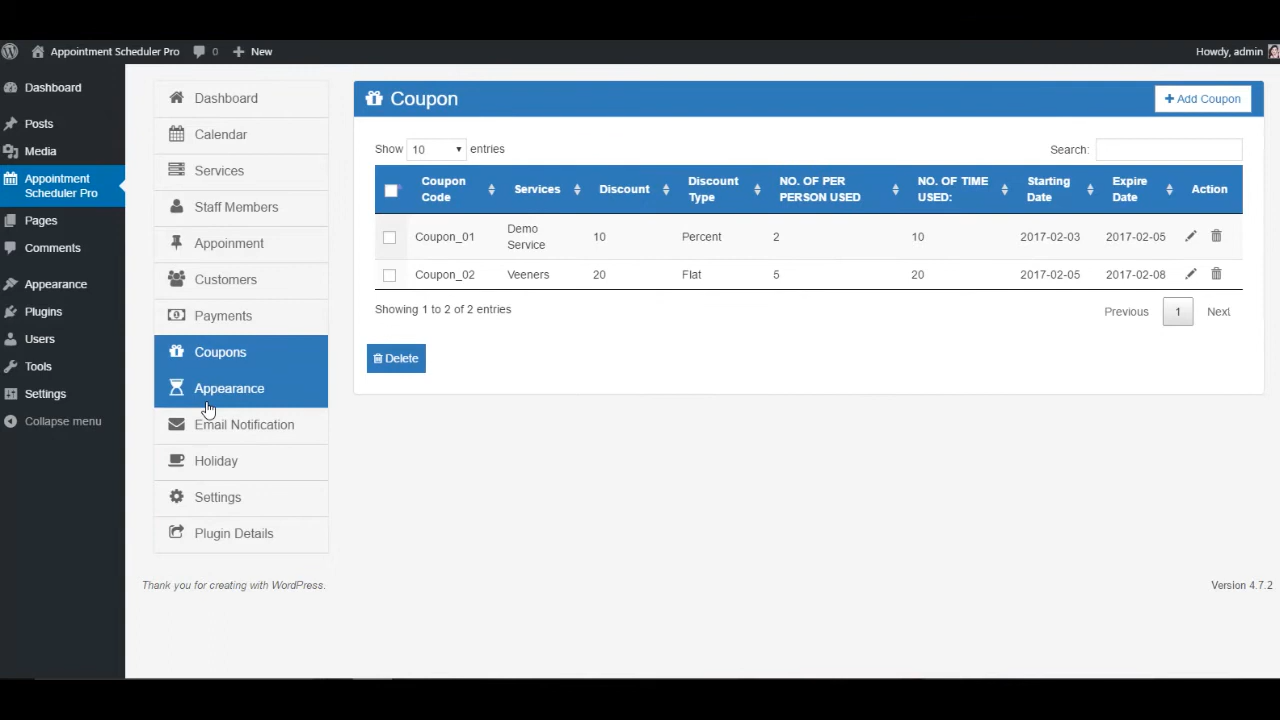 Appointment Scheduler Pro 0 New Howdy, admin
Dashboard
Posts
Media
Appointment
Scheduler Pro
Pages
Comments
Appearance
Plugins
Users
Tools
Settings
Collapse menu
Dashboard
Calendar
Services
Staff Members
Appoinment
Customers
Payments
Coupons
Appearance
Email Notification
Holiday
Settings
Plugin Details
Coupon + Add Coupon
Show 10 entries Search:
Coupon Code Services Discount Discount Type NO. OF PER PERSON USED NO. OF TIME USED: Starting Date Expire Date Action
Coupon_01 Demo Service 10 Percent 2 10 2017-02-03 2017-02-05
Coupon_02 Veeners 20 Flat 5 20 2017-02-05 2017-02-08
Showing 1 to 2 of 2 entries Previous 1 Next
Delete
Thank you for creating with WordPress. Version 4.7.2